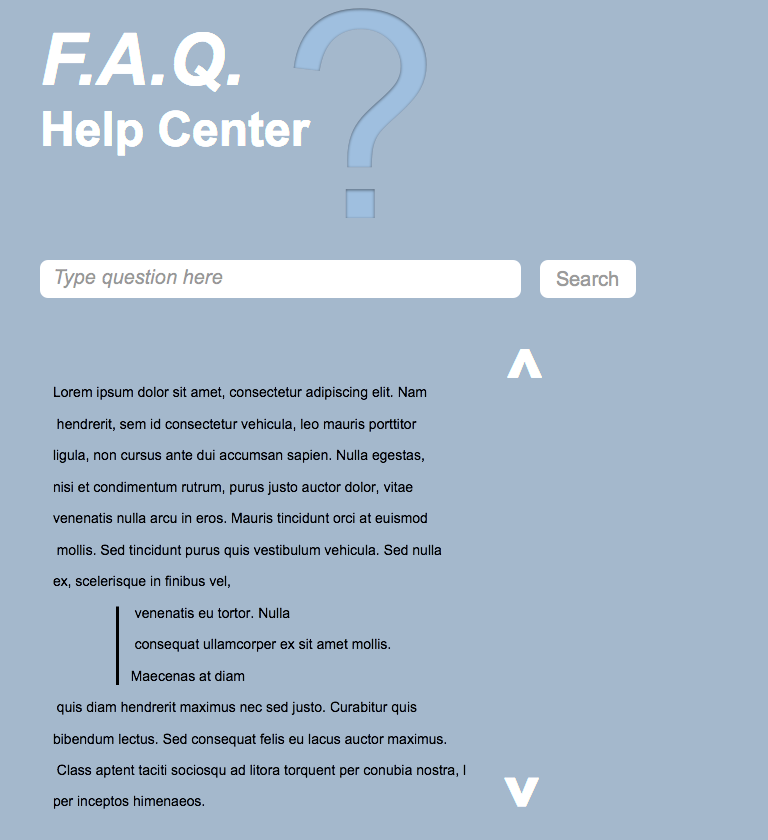 F.A.Q.
Help Center
?
Type question here
Search
Lorem ipsum dolor sit amet, consectetur adipiscing elit. Nam
hendrerit, sem id consectetur vehicula, leo mauris porttitor
ligula, non cursus ante dui accumsan sapien. Nulla egestas,
nisi et condimentum rutrum, purus justo auctor dolor, vitae
venenatis nulla arcu in eros. Mauris tincidunt orci at euismod
mollis. Sed tincidunt purus quis vestibulum vehicula. Sed nulla
ex, scelerisque in finibus vel,
venenatis eu tortor. Nulla
consequat ullamcorper ex sit amet mollis.
Maecenas at diam
quis diam hendrerit maximus nec sed justo. Curabitur quis
bibendum lectus. Sed consequat felis eu lacus auctor maximus.
Class aptent taciti sociosqu ad litora torquent per conubia nostra, l
per inceptos himenaeos.